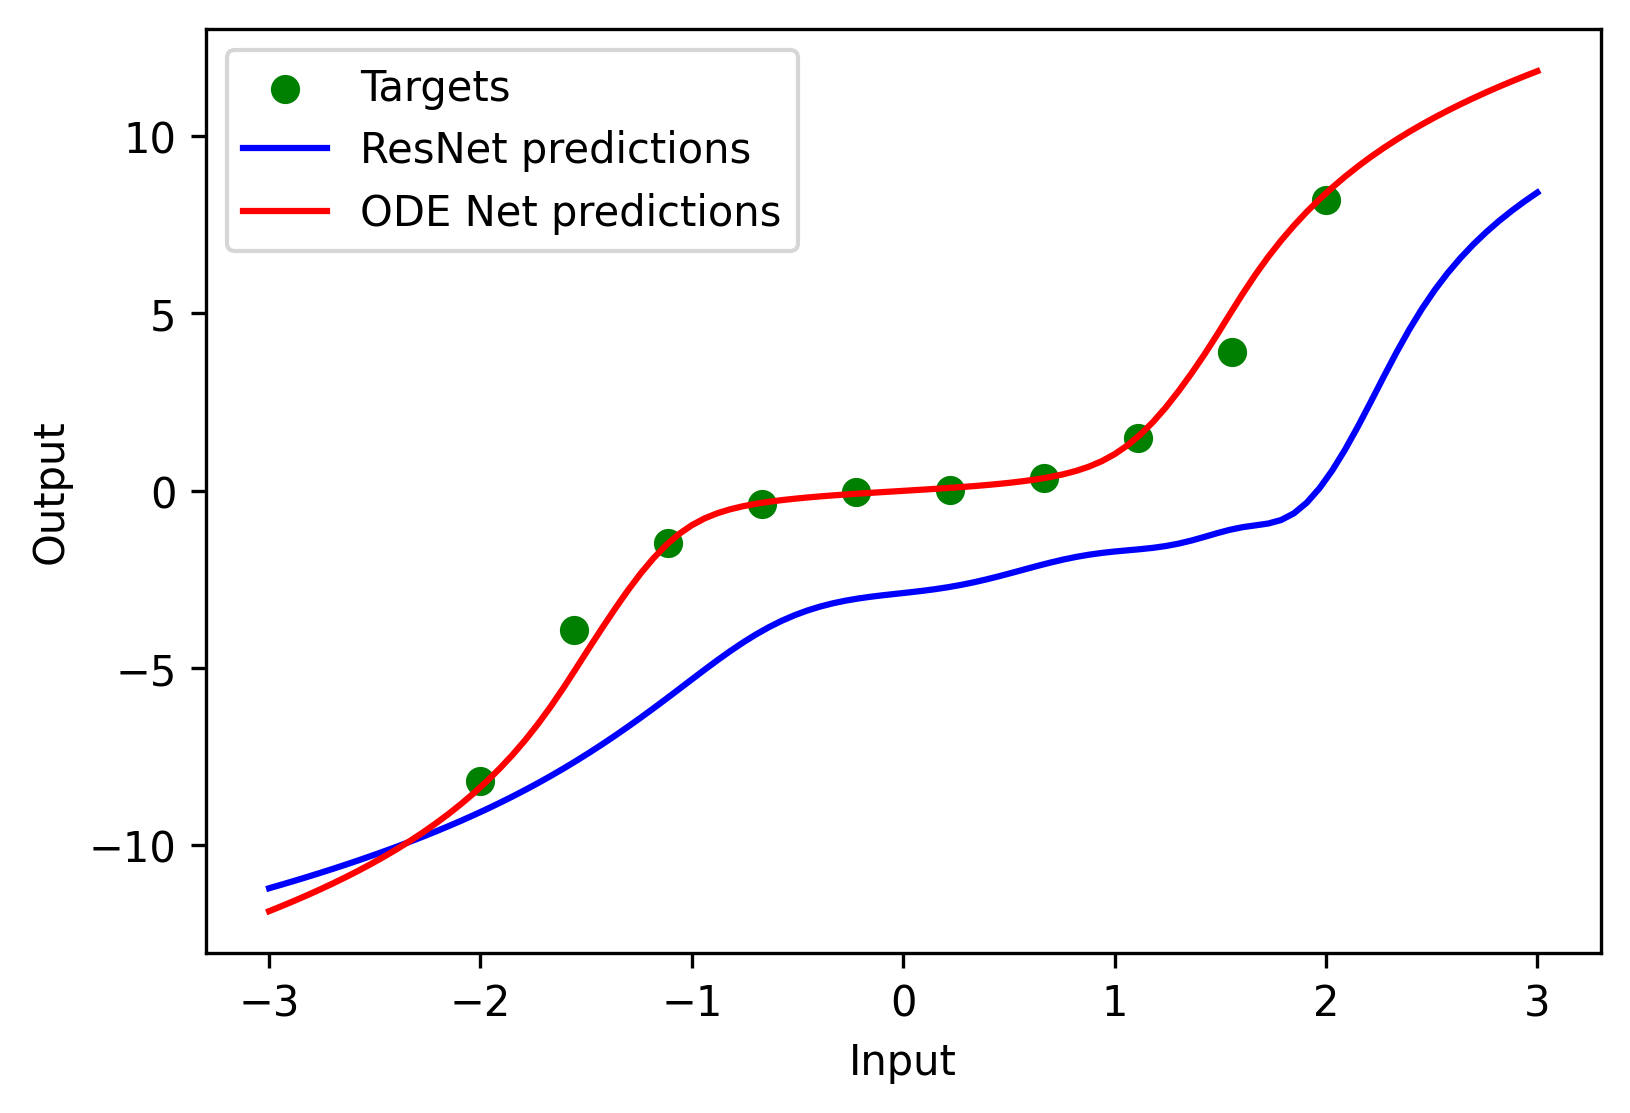 Targets
ResNet predictions
ODE Net predictions
10
5
0
−5
−10
Output
−3 −2 −1 0 1 2 3
Input